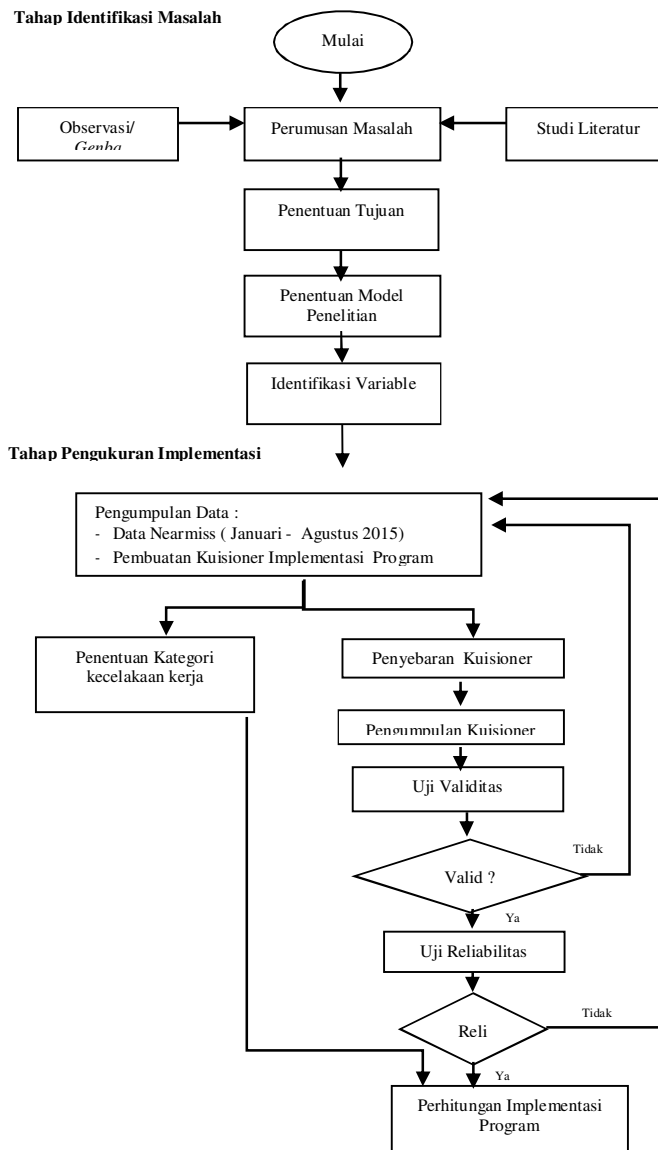 Tahap Identifikasi Masalah
Mulai
Observasi/
Genba
Perumusan Masalah
Studi Literatur
Penentuan Tujuan
Penentuan Model
Penelitian
Identifikasi Variable
Tahap Pengukuran Implementasi
Pengumpulan Data :
- Data Nearmiss ( Januari - Agustus 2015)
- Pembuatan Kuisioner Implementasi Program
Penentuan Kategori
kecelakaan kerja
Penyebaran Kuisioner
Pengumpulan Kuisioner
Uji Validitas
Tidak
Valid ?
Ya
Uji Reliabilitas
Tidak
Reli
Ya
Perhitungan Implementasi
Program